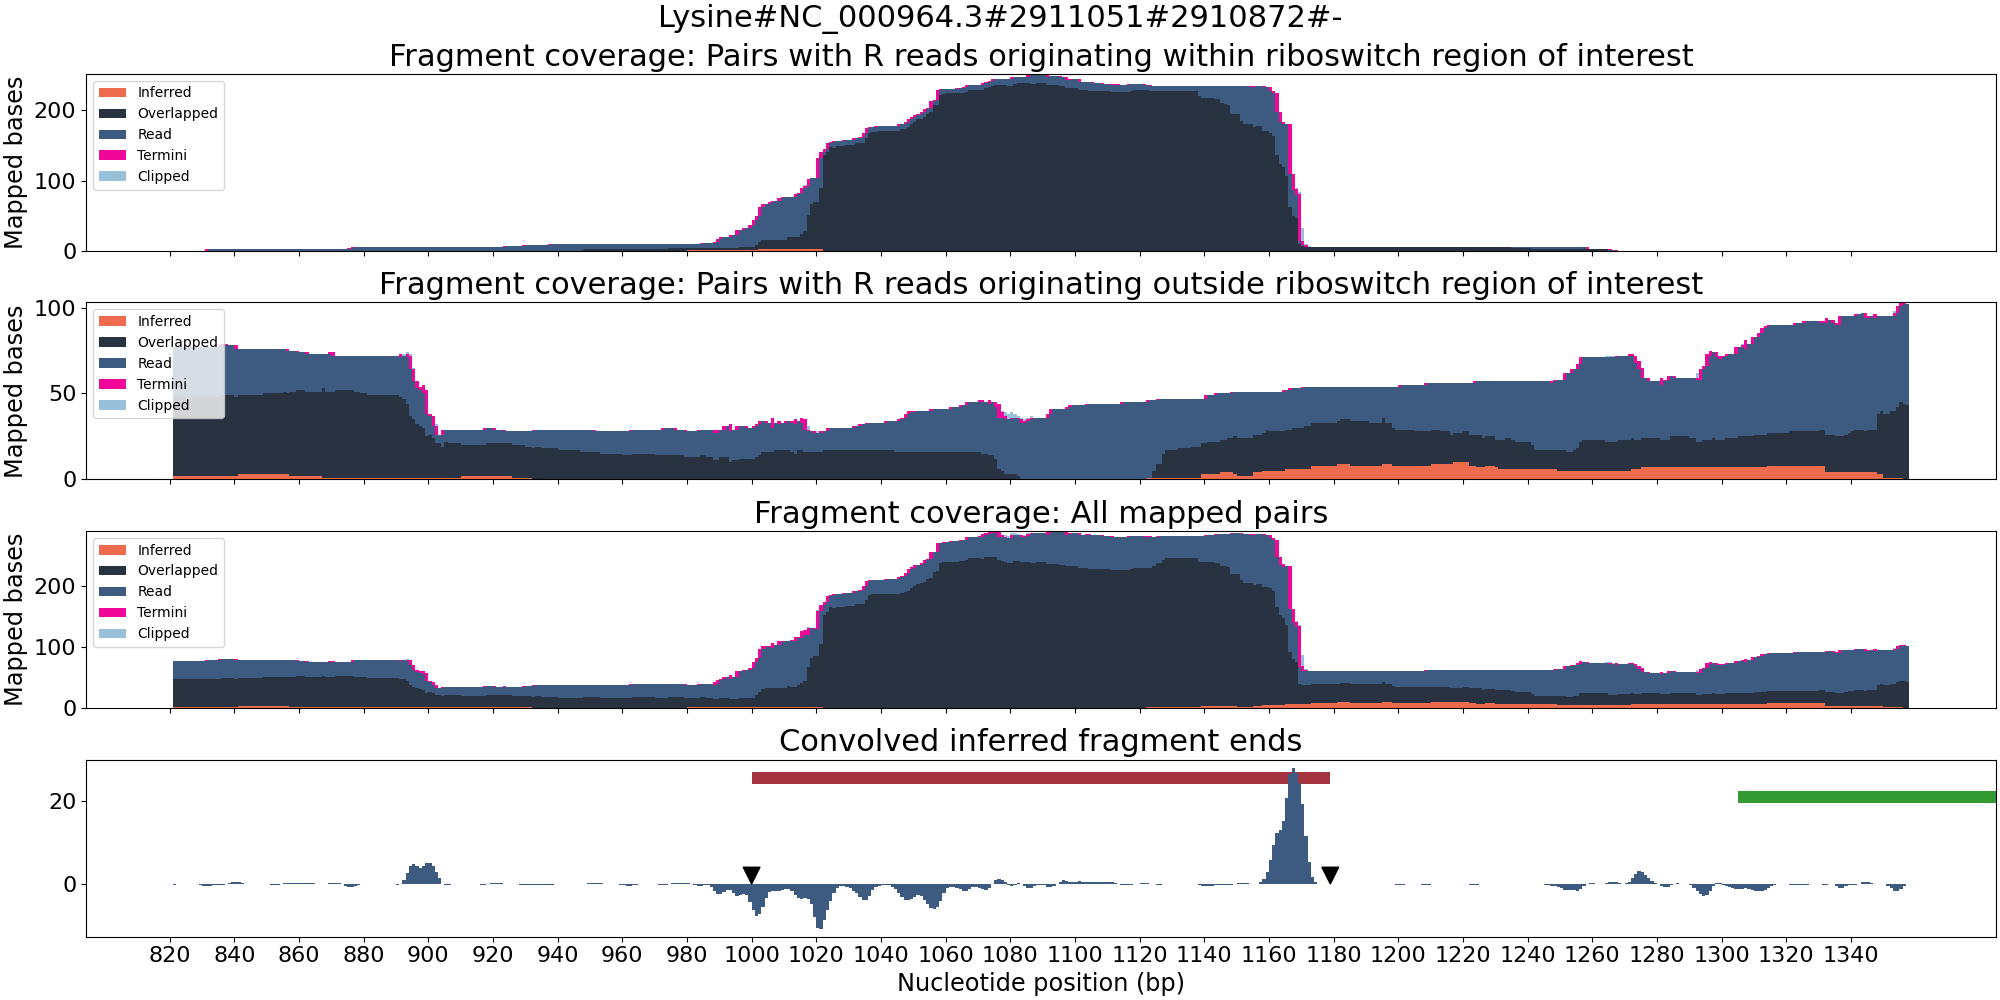 Lysine#NC_000964.3#2911051#2910872#-
Fragment coverage: Pairs with R reads originating within riboswitch region of interest
Mapped bases
200
100
0
Inferred
Overlapped
Read
Termini
Clipped
Fragment coverage: Pairs with R reads originating outside riboswitch region of interest
Mapped bases
100
50
0
Inferred
Overlapped
Read
Termini
Clipped
Fragment coverage: All mapped pairs
Mapped bases
200
100
0
Inferred
Overlapped
Read
Termini
Clipped
Convolved inferred fragment ends
20
0
820 840 860 880 900 920 940 960 980 1000 1020 1040 1060 1080 1100 1120 1140 1160 1180 1200 1220 1240 1260 1280 1300 1320 1340
Nucleotide position (bp)